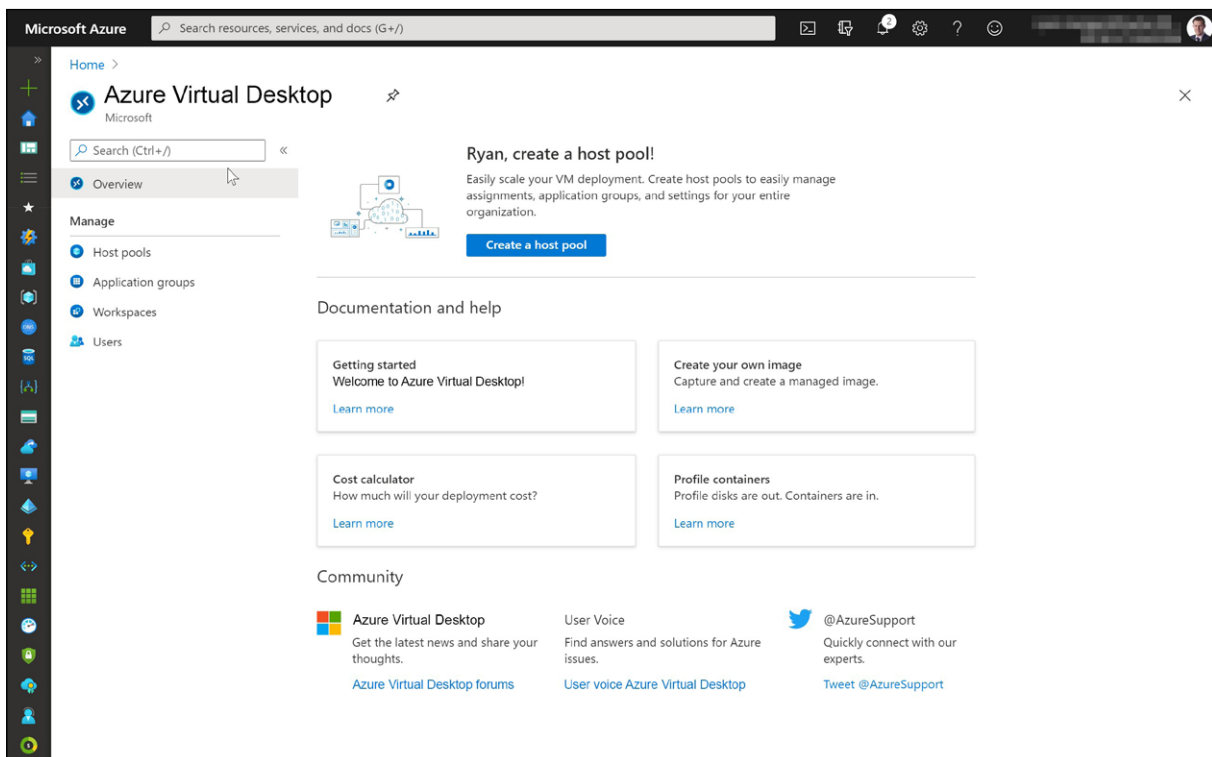 Microsoft Azure
Search resources, services, and docs (G+/)
2
Home >
Azure Virtual Desktop
Microsoft
Search (Ctrl+/)
Overview
Manage
Host pools
Application groups
Workspaces
Users
Ryan, create a host pool!
Easily scale your VM deployment. Create host pools to easily manage
assignments, application groups, and settings for your entire
organization.
Create a host pool
Documentation and help
Getting started
Welcome to Azure Virtual Desktop!
Learn more
Create your own image
Capture and create a managed image.
Learn more
Cost calculator
How much will your deployment cost?
Learn more
Profile containers
Profile disks are out. Containers are in.
Learn more
Community
Azure Virtual Desktop
Get the latest news and share your
thoughts.
Azure Virtual Desktop forums
User Voice
Find answers and solutions for Azure
issues.
User voice Azure Virtual Desktop
@AzureSupport
Quickly connect with our
experts.
Tweet @AzureSupport
SQL